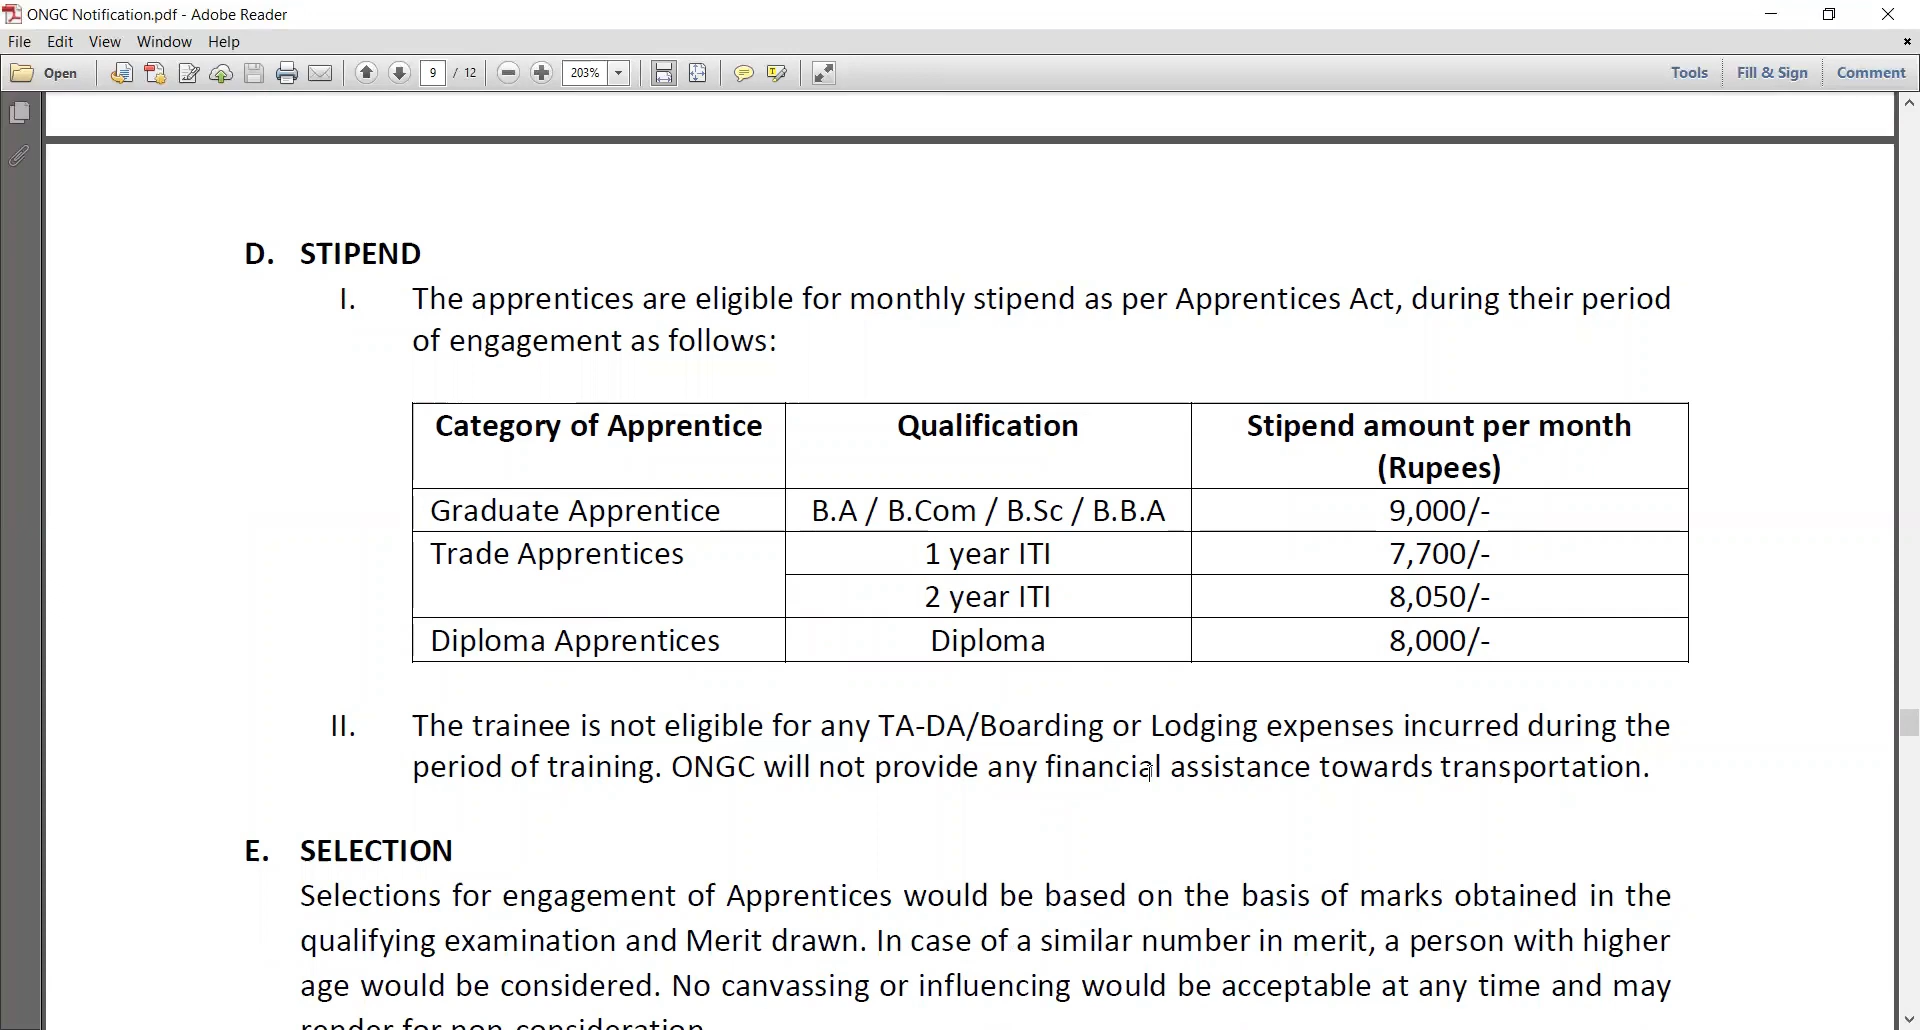 ONGC Notification.pdf - Adobe Reader
File Edit View Window Help
Open 9 / 12 203% Tools Fill & Sign Comment
D. STIPEND
I. The apprentices are eligible for monthly stipend as per Apprentices Act, during their period
of engagement as follows:
Category of Apprentice Qualification Stipend amount per month
(Rupees)
Graduate Apprentice B.A / B.Com / B.Sc / B.B.A 9,000/-
Trade Apprentices 1 year ITI 7,700/-
2 year ITI 8,050/-
Diploma Apprentices Diploma 8,000/-
II. The trainee is not eligible for any TA-DA/Boarding or Lodging expenses incurred during the
period of training. ONGC will not provide any financial assistance towards transportation.
E. SELECTION
Selections for engagement of Apprentices would be based on the basis of marks obtained in the
qualifying examination and Merit drawn. In case of a similar number in merit, a person with higher
age would be considered. No canvassing or influencing would be acceptable at any time and may
render for non-consideration.